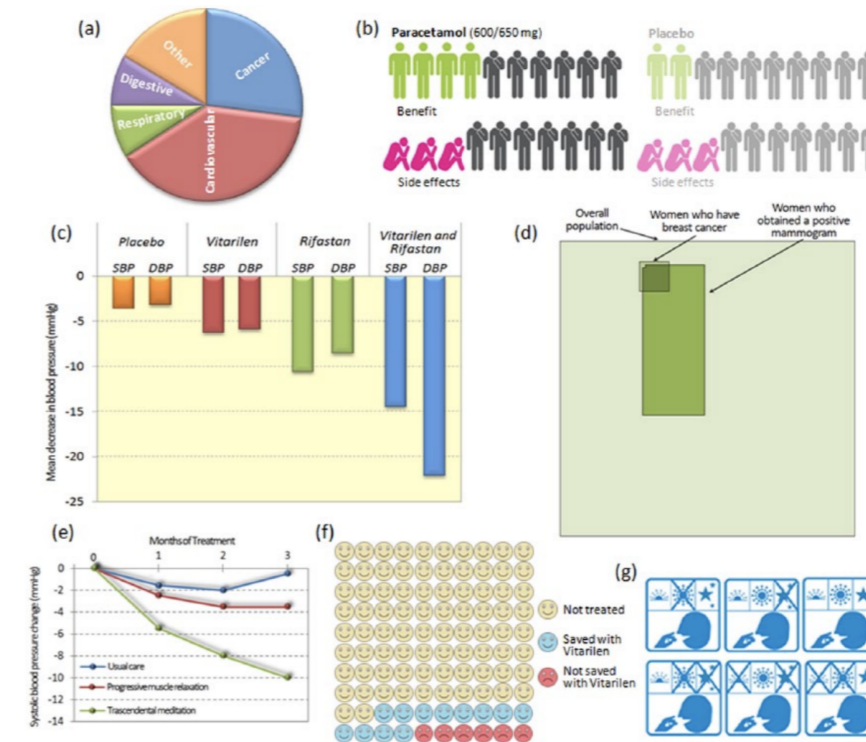 (a)
Other
Cancer
Digestive
Respiratory
Cardiovascular
(b)
Paracetamol (600/650 mg)
Placebo
Benefit
Benefit
Side effects
Side effects
(c)
Placebo
Vitarilen
Rifastan
Vitarilen and
Rifastan
SBP DBP SBP DBP SBP DBP SBP DBP
Mean decrease in blood pressure (mmHg)
0
-5
-10
-15
-20
-25
(d)
Overall
population
Women who have
breast cancer
Women who
obtained a positive
mammogram
(e)
Months of Treatment
0 1 2 3
Systolic blood pressure change (mmHg)
0
-2
-4
-6
-8
-10
-12
-14
Usual care
Progressive muscle relaxation
Trascendental meditation
(f)
Not treated
Saved with
Vitarilen
Not saved
with Vitarilen
(g)